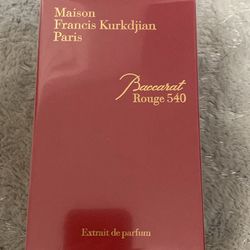 Maison
Francis Kurkdjian
Paris
Baccarat
Rouge 540
Extrait de parfum